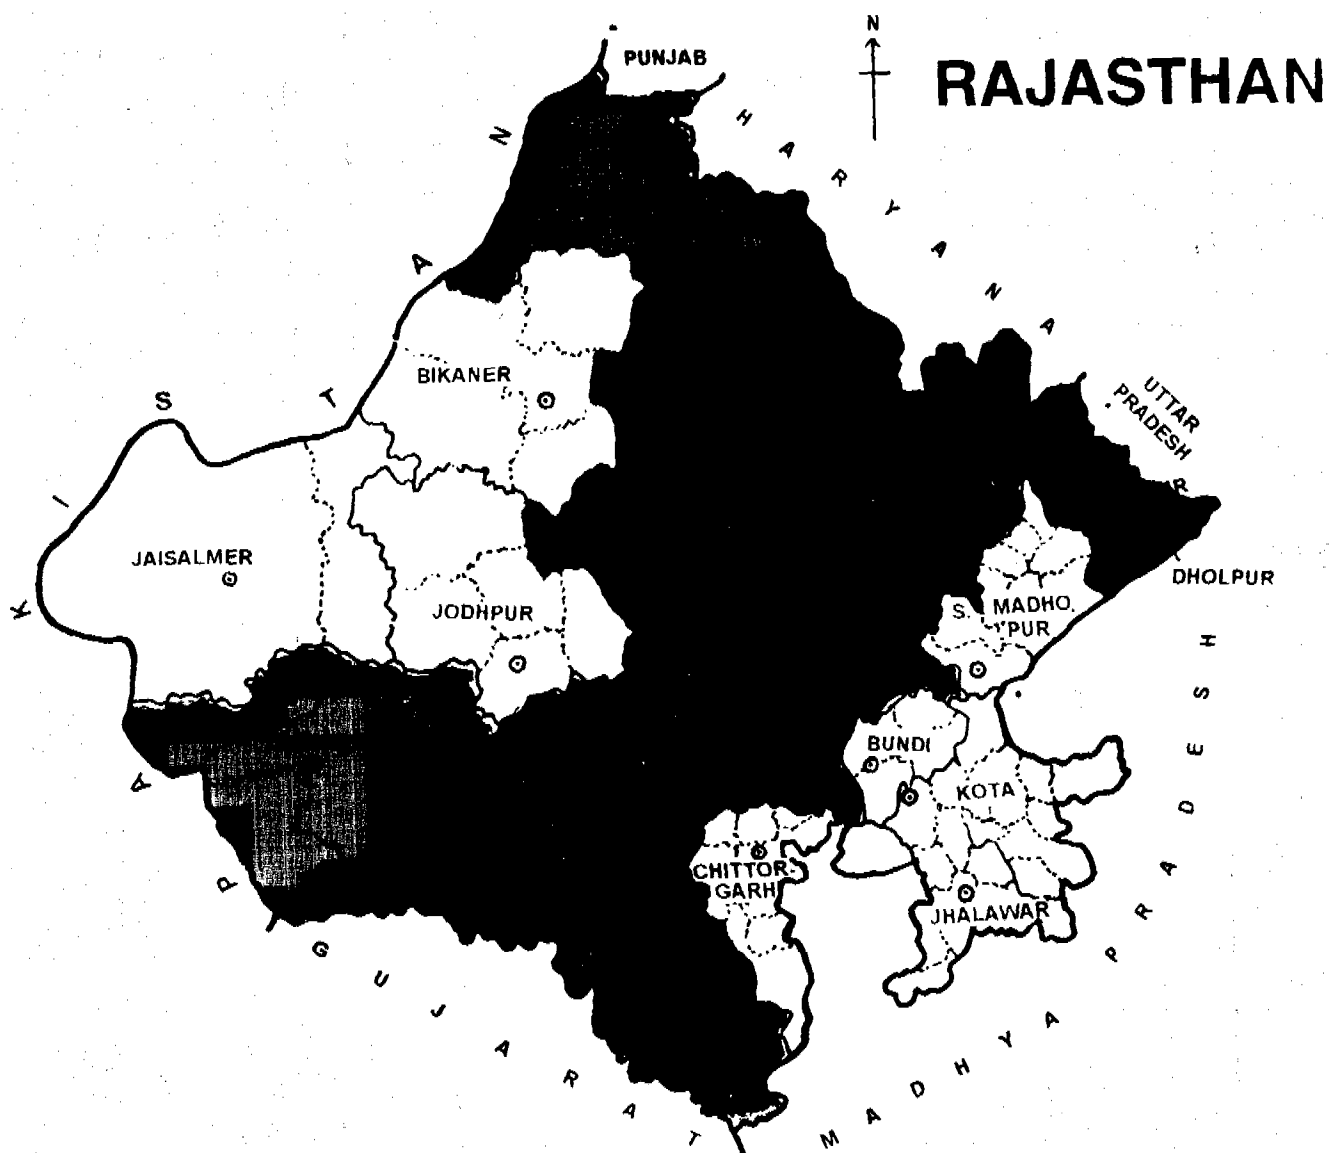 N
RAJASTHAN
PUNJAB
HARYANA
PAKISTAN
UTTAR
PRADESH
BIKANER
JAISALMER
JODHPUR
DHOLPUR
S. MADHO.
PUR
BUNDI
KOTA
CHITTOR-
GARH
JHALAWAR
GUJARAT
MADHYA PRADESH